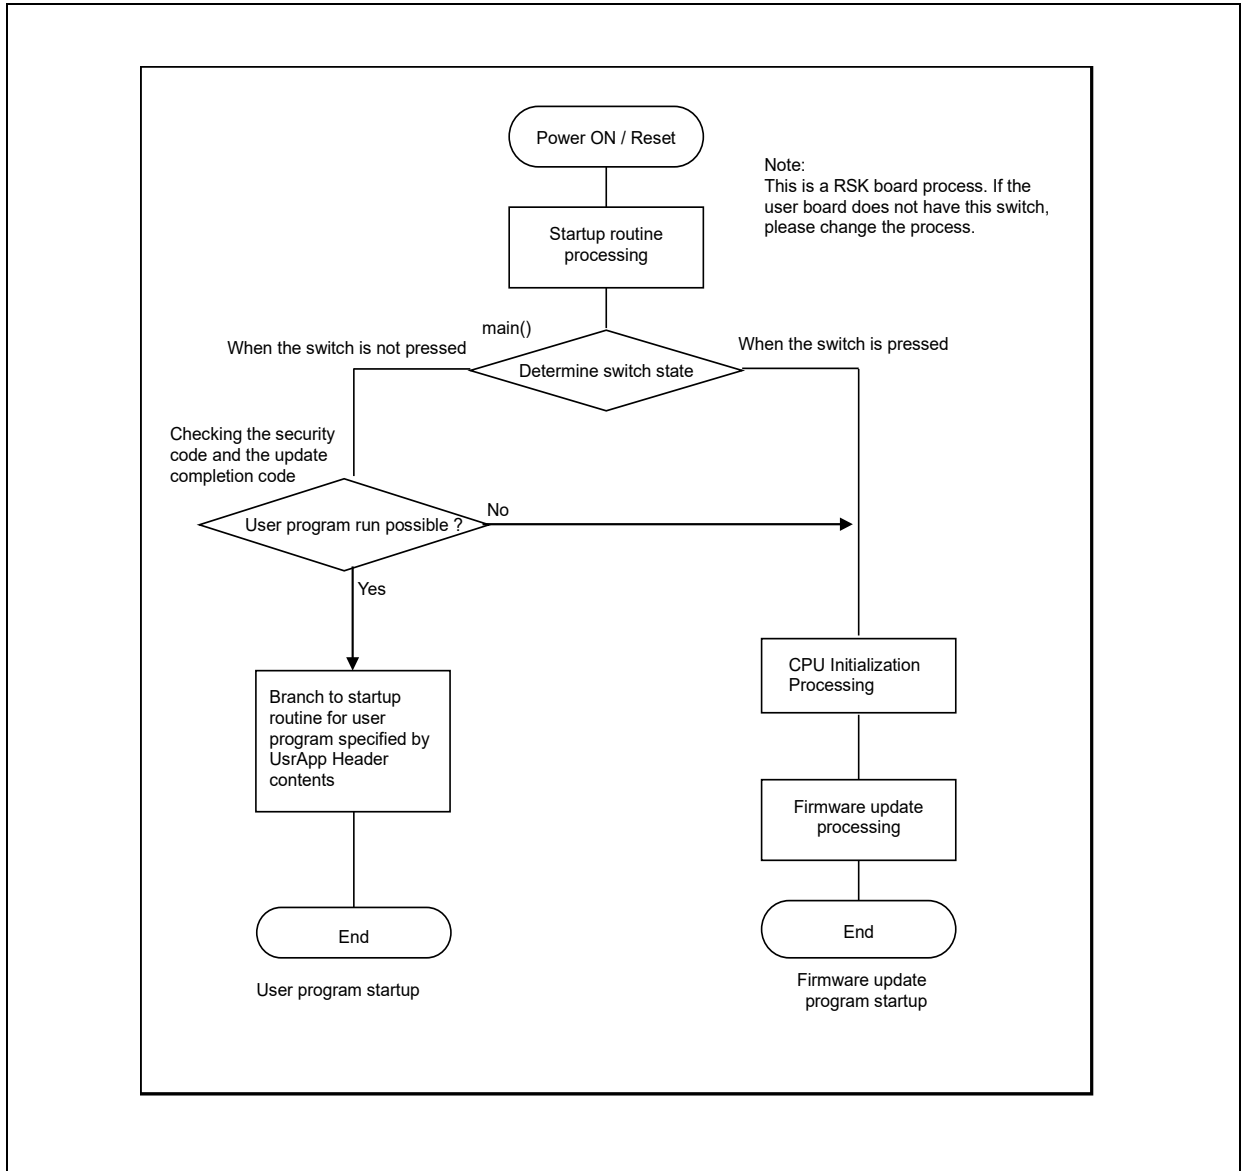 Power ON / Reset
Note:
This is a RSK board process. If the
user board does not have this switch,
please change the process.
Startup routine
processing
main()
When the switch is not pressed
When the switch is pressed
Determine switch state
Checking the security
code and the update
completion code
User program run possible ?
No
Yes
CPU Initialization
Processing
Branch to startup
routine for user
program specified by
UsrApp Header
contents
Firmware update
processing
End
End
User program startup
Firmware update
program startup